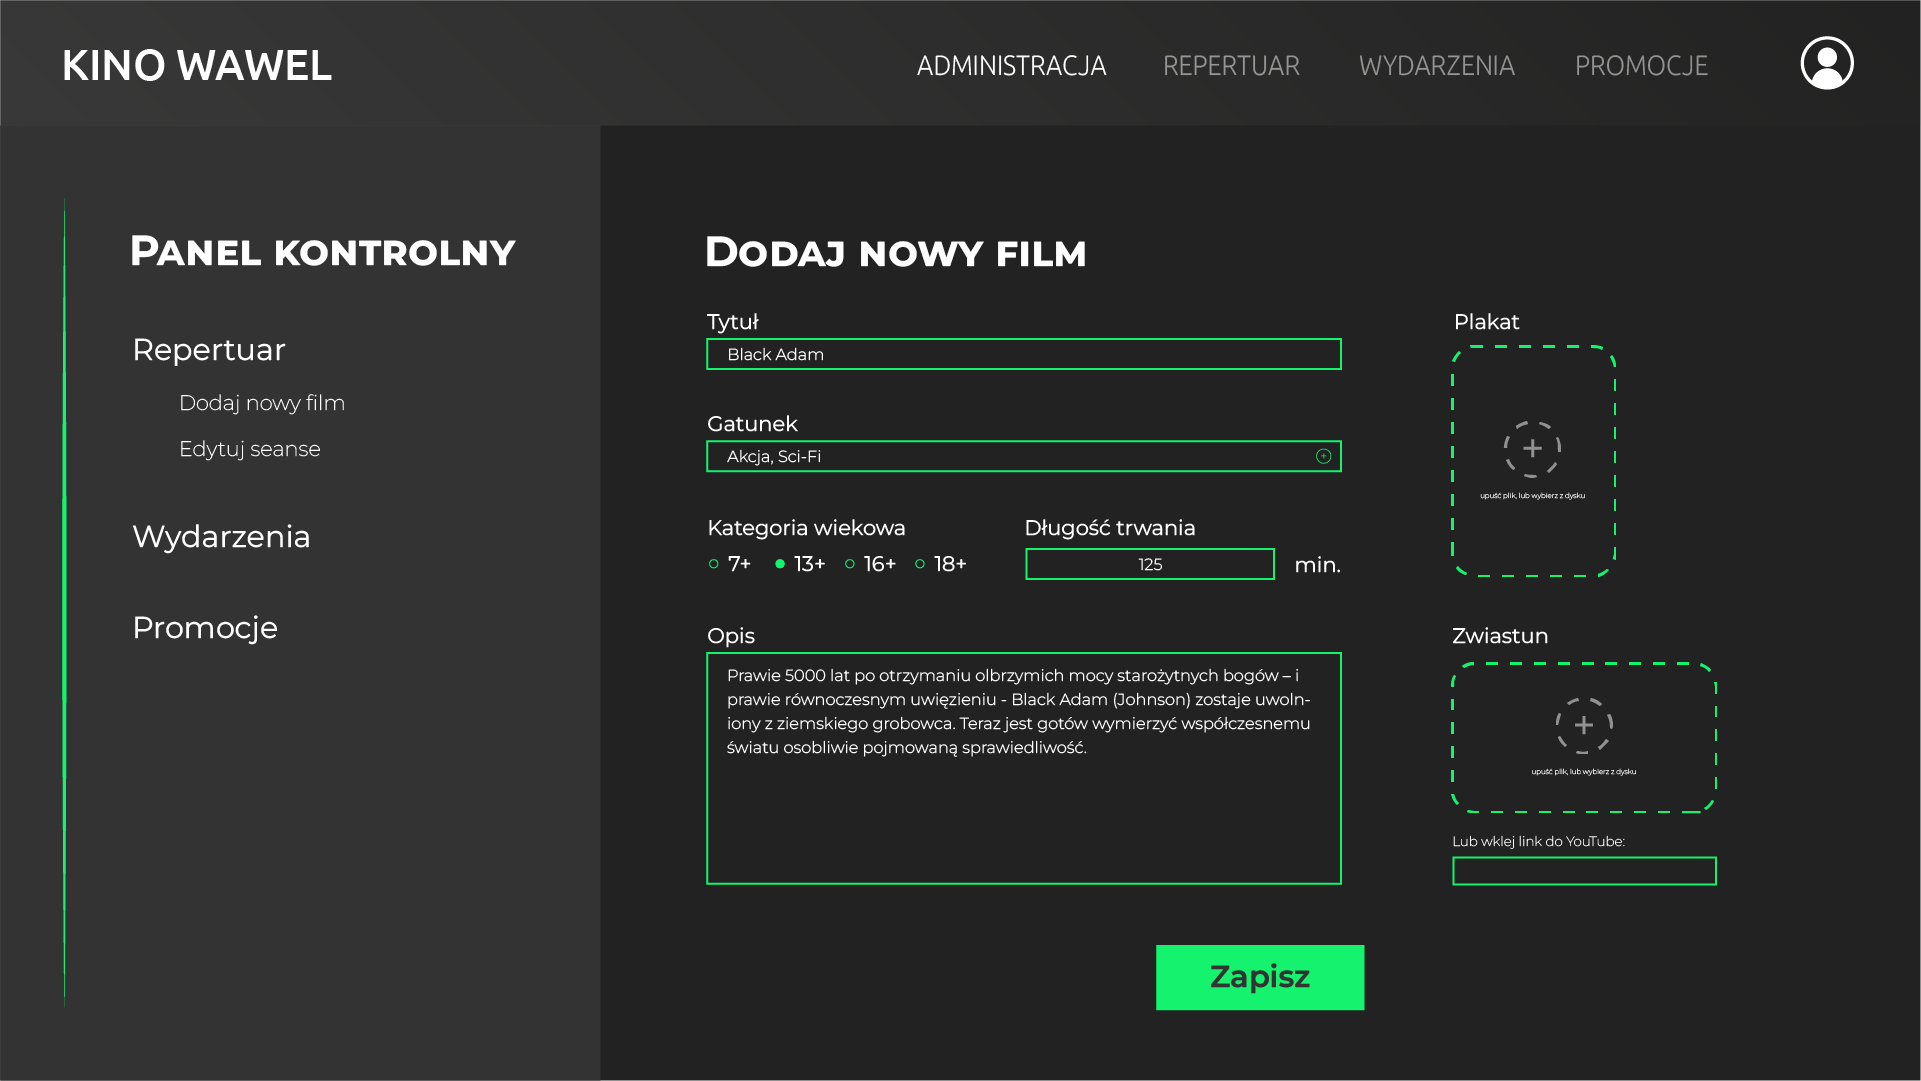 KINO WAWEL
ADMINISTRACJA
REPERTUAR
WYDARZENIA
PROMOCJE
PANEL KONTROLNY
Repertuar
Dodaj nowy film
Edytuj seanse
Wydarzenia
Promocje
DODAJ NOWY FILM
Tytuł
Black Adam
Gatunek
Akcja, Sci-Fi
Kategoria wiekowa
7+ 13+ 16+ 18+
Długość trwania
125 min.
Opis
Prawie 5000 lat po otrzymaniu olbrzymich mocy starożytnych bogów – i
prawie równoczesnym uwięzieniu - Black Adam (Johnson) zostaje uwoln-
iony z ziemskiego grobowca. Teraz jest gotów wymierzyć współczesnemu
światu osobliwie pojmowaną sprawiedliwość.
Plakat
upuść plik, lub wybierz z dysku
Zwiastun
upuść plik, lub wybierz z dysku
Lub wklej link do YouTube:
Zapisz